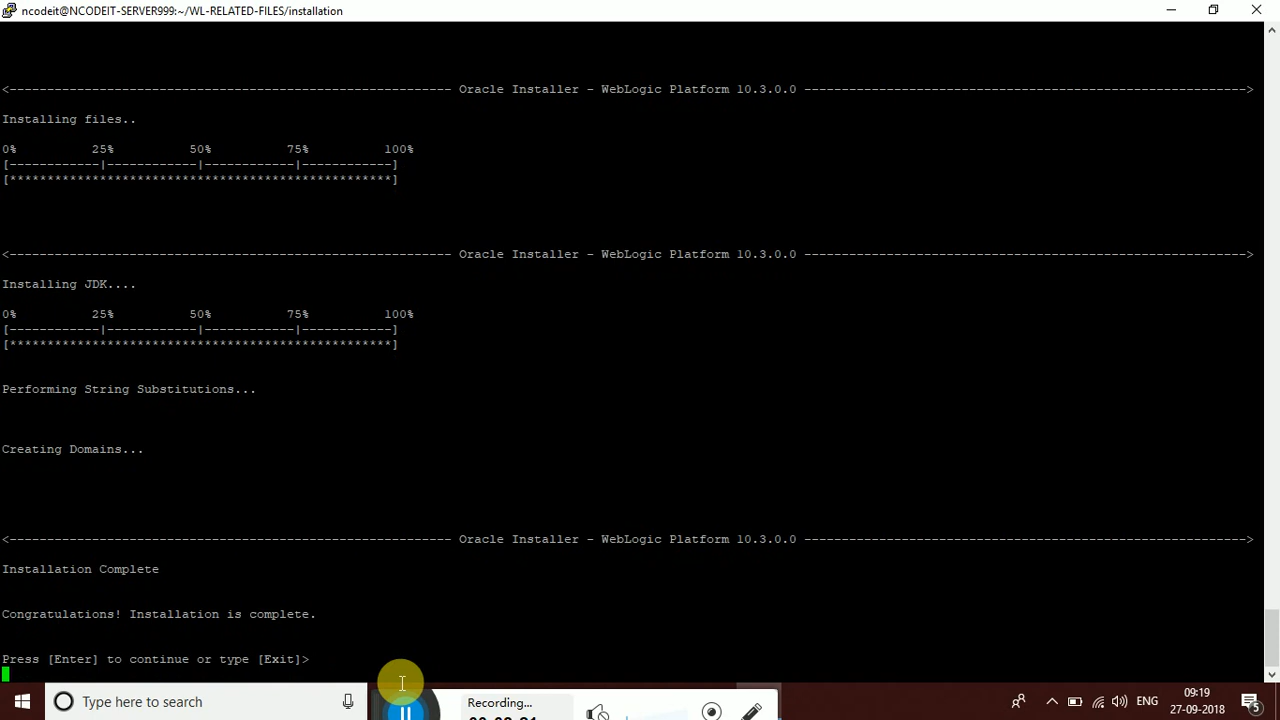 ncodeit@NCODEIT-SERVER999:~/WL-RELATED-FILES/installation
<---------------------------------------------------------- Oracle Installer - WebLogic Platform 10.3.0.0 ---------------------------------------------------------->
Installing files..
0%          25%          50%          75%          100%
[------------|------------|------------|------------]
[***************************************************]
<---------------------------------------------------------- Oracle Installer - WebLogic Platform 10.3.0.0 ---------------------------------------------------------->
Installing JDK....
0%          25%          50%          75%          100%
[------------|------------|------------|------------]
[***************************************************]
Performing String Substitutions...
Creating Domains...
<---------------------------------------------------------- Oracle Installer - WebLogic Platform 10.3.0.0 ---------------------------------------------------------->
Installation Complete
Congratulations! Installation is complete.
Press [Enter] to continue or type [Exit]>
Type here to search
Recording...
ENG
09:19
27-09-2018
5